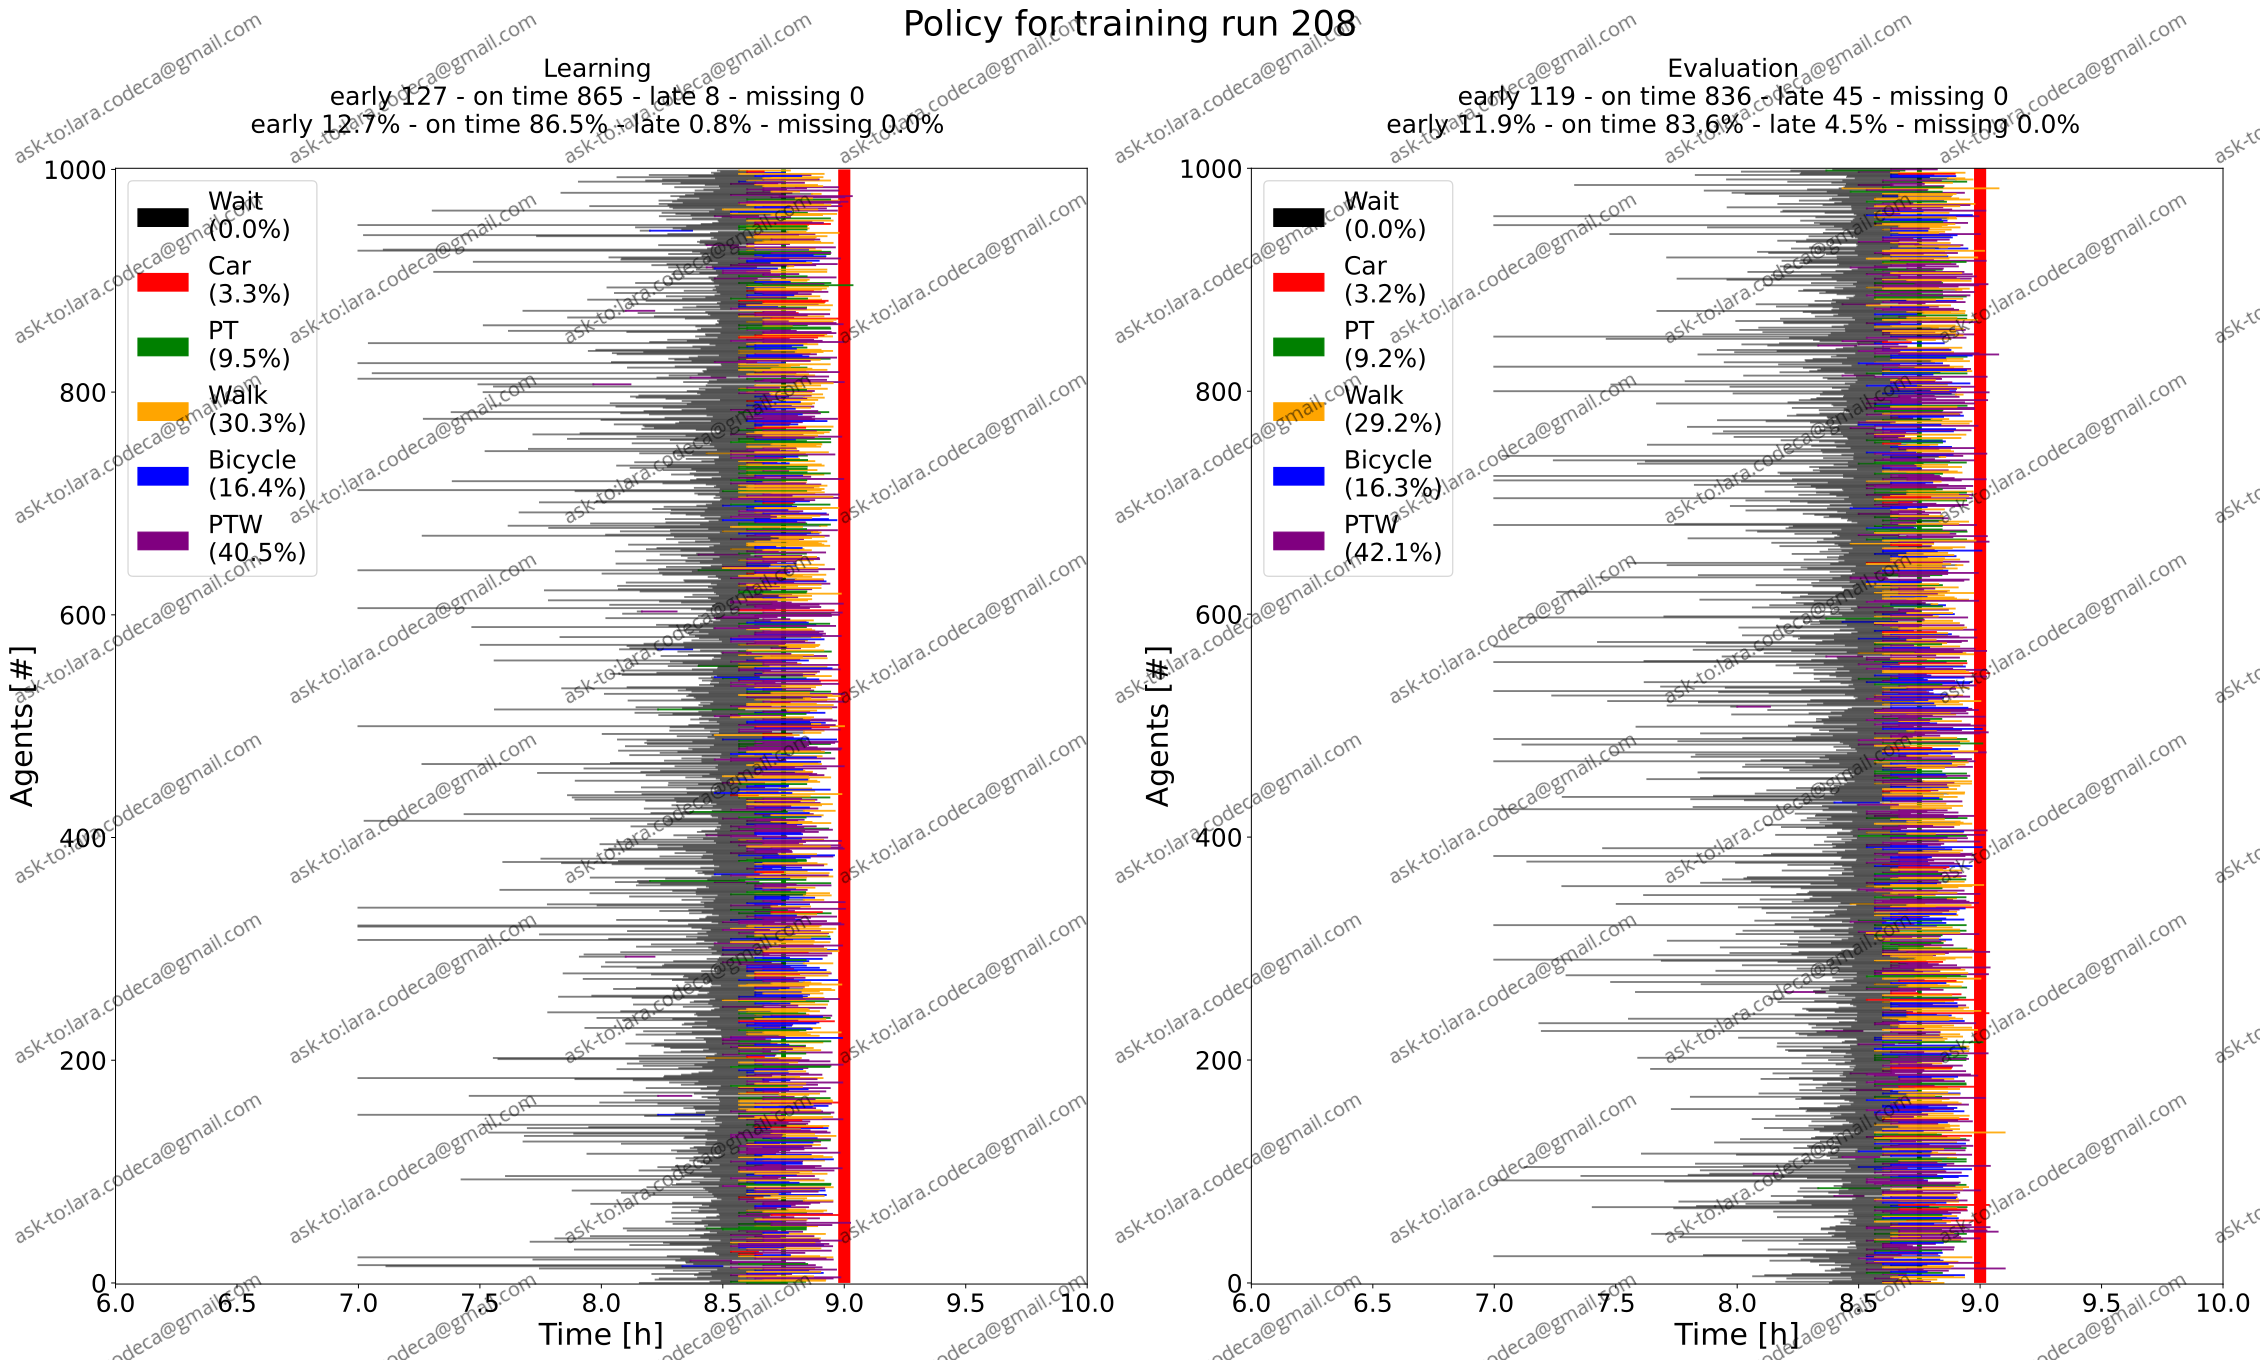 Policy for training run 208
Learning
early 127 - on time 865 - late 8 - missing 0
early 12.7% - on time 86.5% - late 0.8% - missing 0.0%
1000
800
600
400
200
0
Agents [#]
Wait
(0.0%)
Car
(3.3%)
PT
(9.5%)
Walk
(30.3%)
Bicycle
(16.4%)
PTW
(40.5%)
6.0 6.5 7.0 7.5 8.0 8.5 9.0 9.5 10.0
Time [h]
Evaluation
early 119 - on time 836 - late 45 - missing 0
early 11.9% - on time 83.6% - late 4.5% - missing 0.0%
1000
800
600
400
200
0
Agents [#]
Wait
(0.0%)
Car
(3.2%)
PT
(9.2%)
Walk
(29.2%)
Bicycle
(16.3%)
PTW
(42.1%)
6.0 6.5 7.0 7.5 8.0 8.5 9.0 9.5 10.0
Time [h]
ask-to:lara.codeca@gmail.com